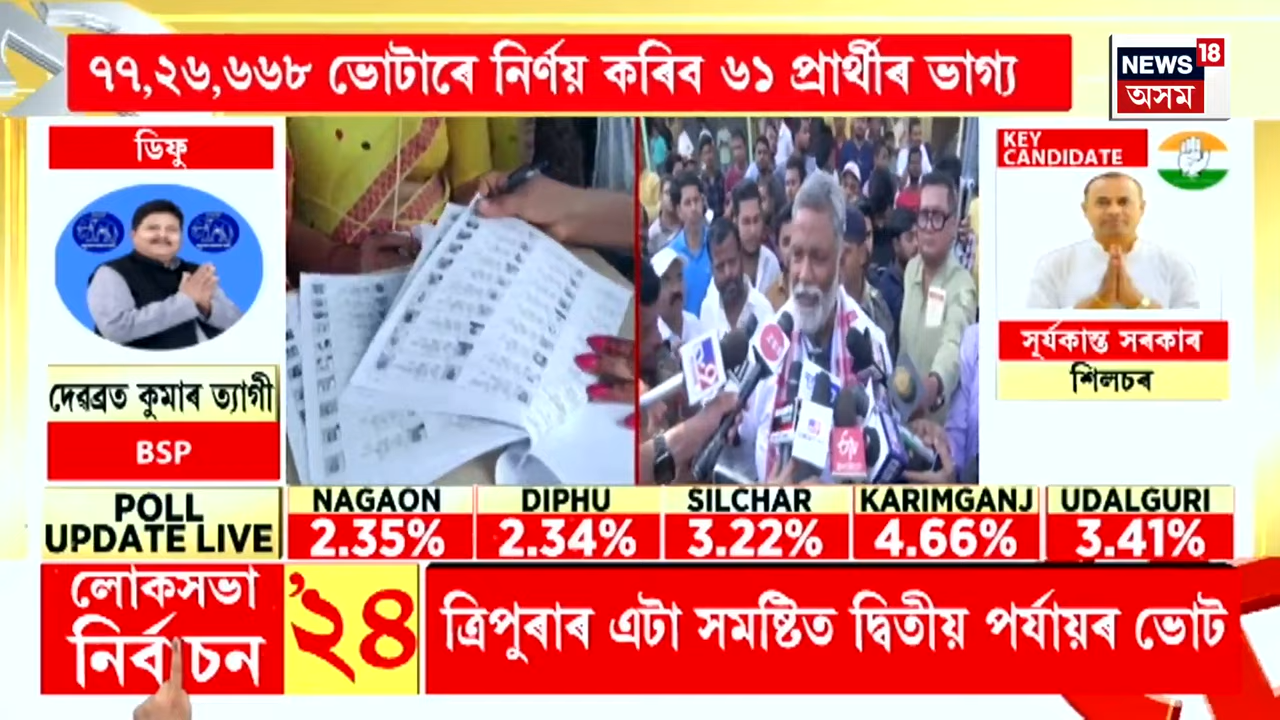 ৭৭,২৬,৬৬৮ ভোটাৰে নিৰ্ণয় কৰিব ৬১ প্ৰাৰ্থীৰ ভাগ্য
NEWS 18
অসম
ডিফু
দেৱব্ৰত কুমাৰ ত্যাগী
BSP
KEY
CANDIDATE
সূৰ্যকান্ত সৰকাৰ
শিলচৰ
POLL
UPDATE LIVE
NAGAON
2.35%
DIPHU
2.34%
SILCHAR
3.22%
KARIMGANJ
4.66%
UDALGURI
3.41%
লোকসভা
নিৰ্বাচন
'২৪
ত্ৰিপুৰাৰ এটা সমষ্টিত দ্বিতীয় পৰ্যায়ৰ ভোট